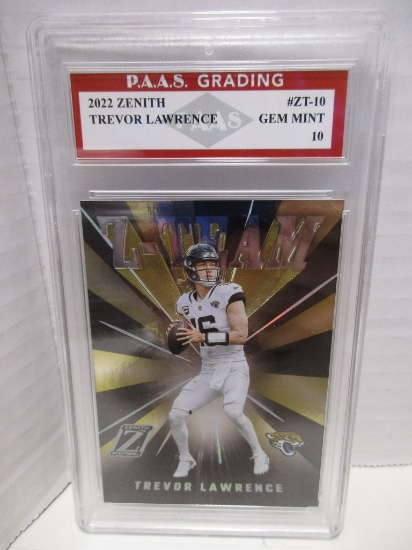 P.A.A.S. GRADING
2022 ZENITH #ZT-10
TREVOR LAWRENCE GEM MINT
PAAS
10
Z-TEAM
16
ZENITH
Z
TREVOR LAWRENCE